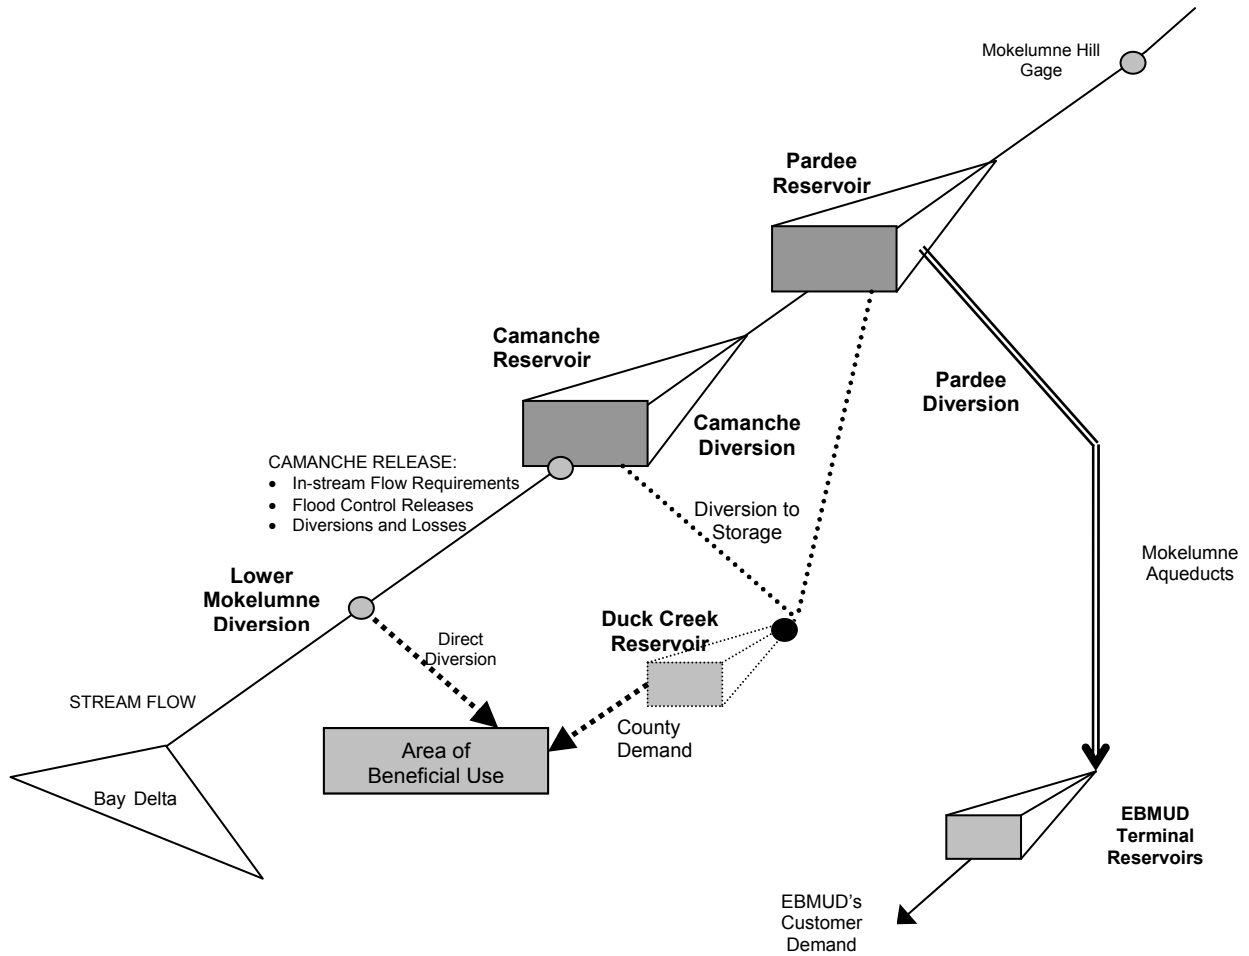 Mokelumne Hill
Gage
Pardee
Reservoir
Camanche
Reservoir
Pardee
Diversion
Camanche
Diversion
CAMANCHE RELEASE:
• In-stream Flow Requirements
• Flood Control Releases
• Diversions and Losses
Diversion to
Storage
Mokelumne
Aqueducts
Lower
Mokelumne
Diversion
Duck Creek
Reservoir
Direct
Diversion
STREAM FLOW
County
Demand
Area of
Beneficial Use
Bay Delta
EBMUD
Terminal
Reservoirs
EBMUD's
Customer
Demand